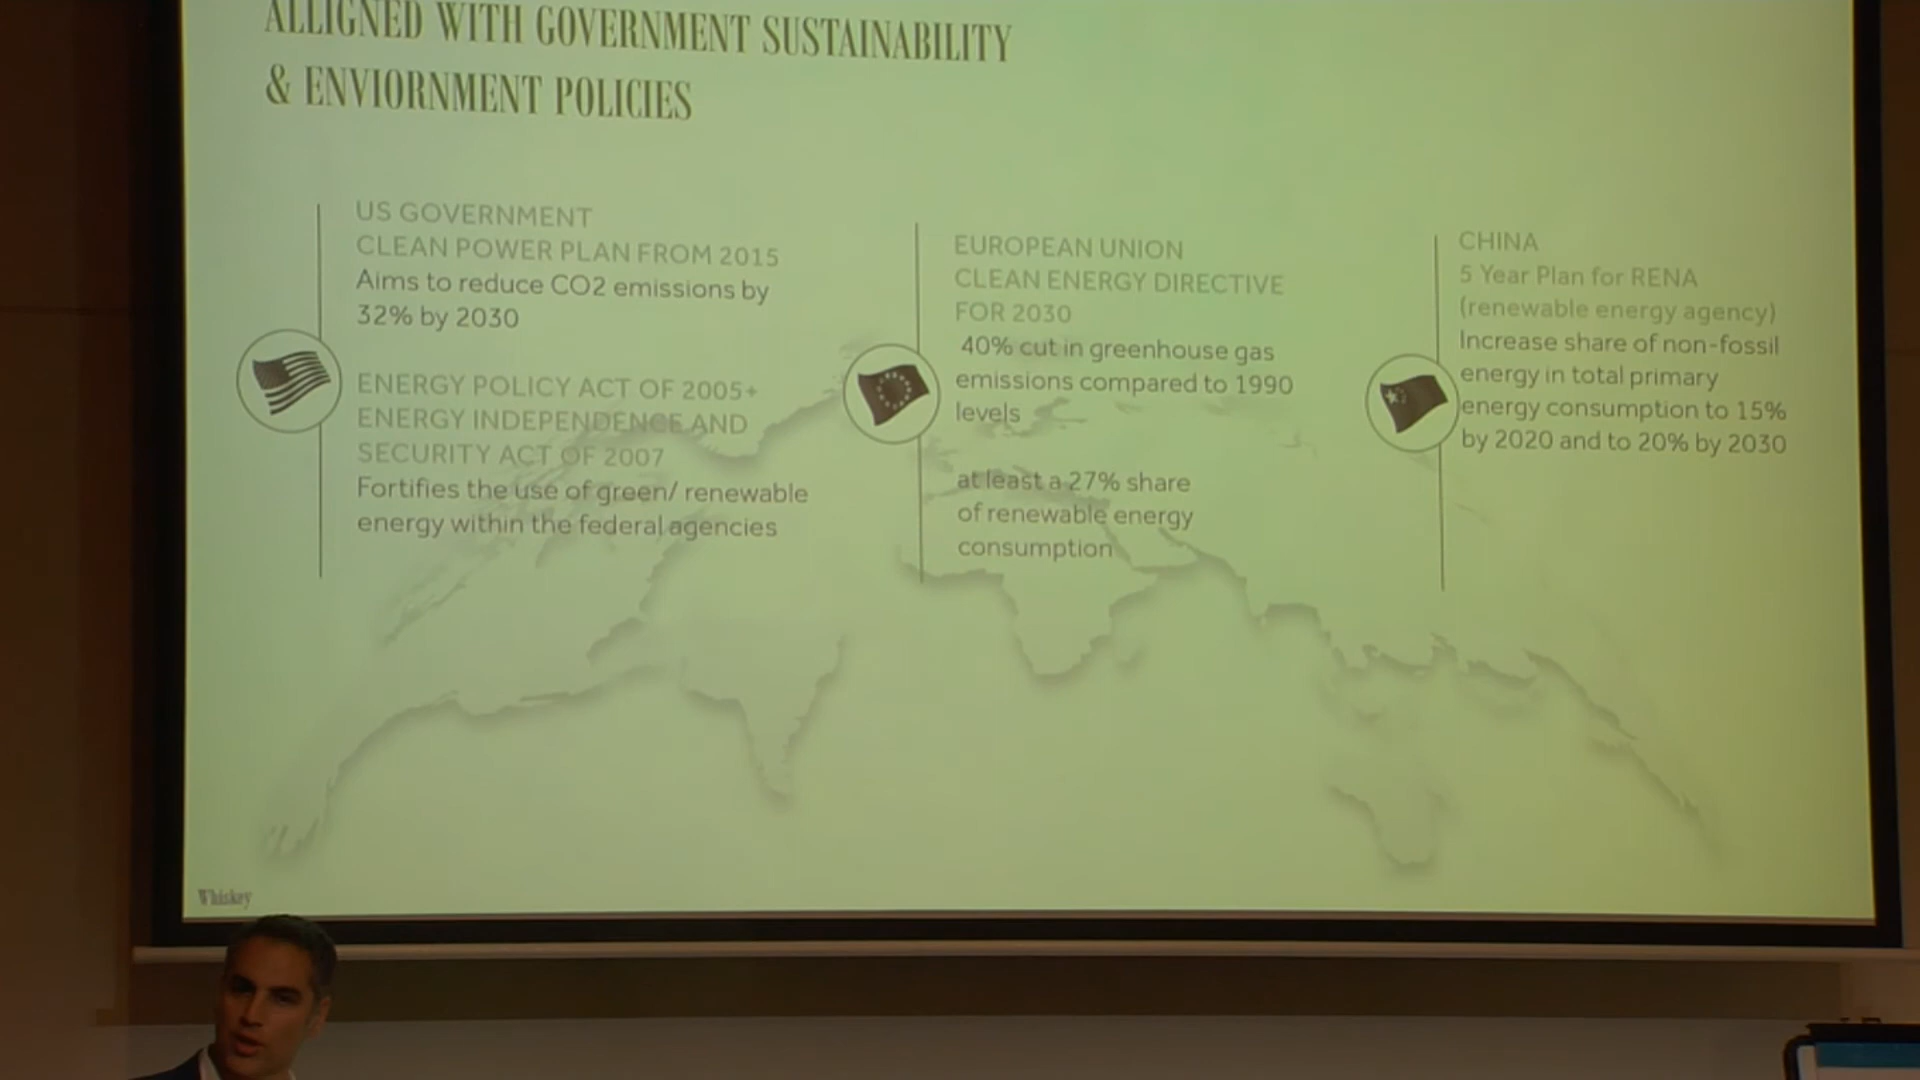 ALLIGNED WITH GOVERNMENT SUSTAINABILITY
& ENVIORNMENT POLICIES
US GOVERNMENT
CLEAN POWER PLAN FROM 2015
Aims to reduce CO2 emissions by
32% by 2030
ENERGY POLICY ACT OF 2005+
ENERGY INDEPENDENCE AND
SECURITY ACT OF 2007
Fortifies the use of green/ renewable
energy within the federal agencies
EUROPEAN UNION
CLEAN ENERGY DIRECTIVE
FOR 2030
40% cut in greenhouse gas
emissions compared to 1990
levels
at least a 27% share
of renewable energy
consumption
CHINA
5 Year Plan for RENA
(renewable energy agency)
Increase share of non-fossil
energy in total primary
energy consumption to 15%
by 2020 and to 20% by 2030
Whiskey